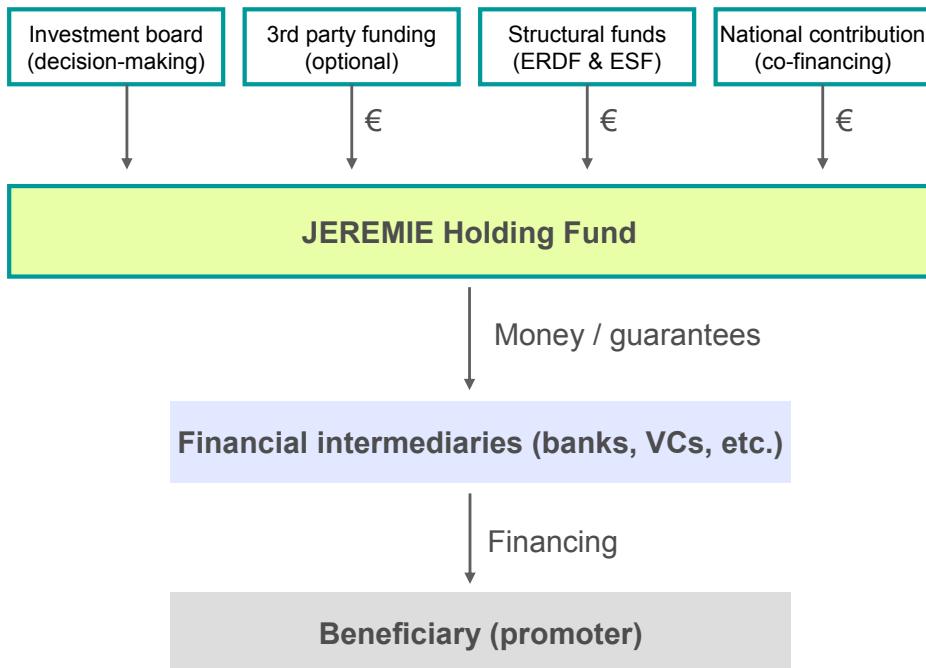 Investment board
(decision-making)
3rd party funding
(optional)
Structural funds
(ERDF & ESF)
National contribution
(co-financing)
€
€
€
JEREMIE Holding Fund
Money / guarantees
Financial intermediaries (banks, VCs, etc.)
Financing
Beneficiary (promoter)